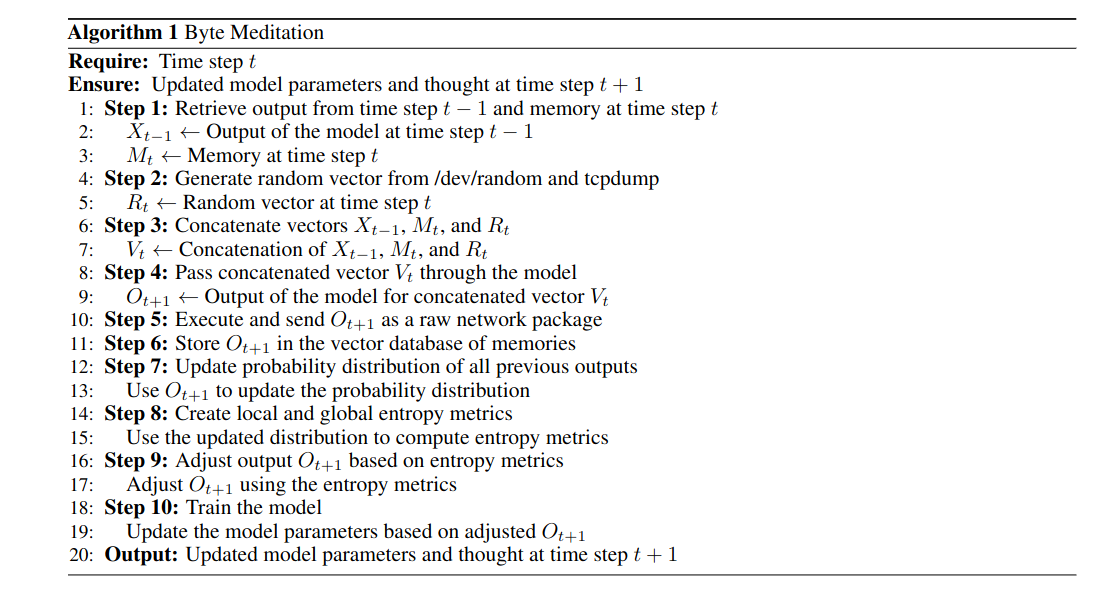 Algorithm 1 Byte Meditation
Require: Time step t
Ensure: Updated model parameters and thought at time step t + 1
1: Step 1: Retrieve output from time step t − 1 and memory at time step t
2: X_{t−1} ← Output of the model at time step t − 1
3: M_t ← Memory at time step t
4: Step 2: Generate random vector from /dev/random and tcpdump
5: R_t ← Random vector at time step t
6: Step 3: Concatenate vectors X_{t−1}, M_t, and R_t
7: V_t ← Concatenation of X_{t−1}, M_t, and R_t
8: Step 4: Pass concatenated vector V_t through the model
9: O_{t+1} ← Output of the model for concatenated vector V_t
10: Step 5: Execute and send O_{t+1} as a raw network package
11: Step 6: Store O_{t+1} in the vector database of memories
12: Step 7: Update probability distribution of all previous outputs
13: Use O_{t+1} to update the probability distribution
14: Step 8: Create local and global entropy metrics
15: Use the updated distribution to compute entropy metrics
16: Step 9: Adjust output O_{t+1} based on entropy metrics
17: Adjust O_{t+1} using the entropy metrics
18: Step 10: Train the model
19: Update the model parameters based on adjusted O_{t+1}
20: Output: Updated model parameters and thought at time step t + 1